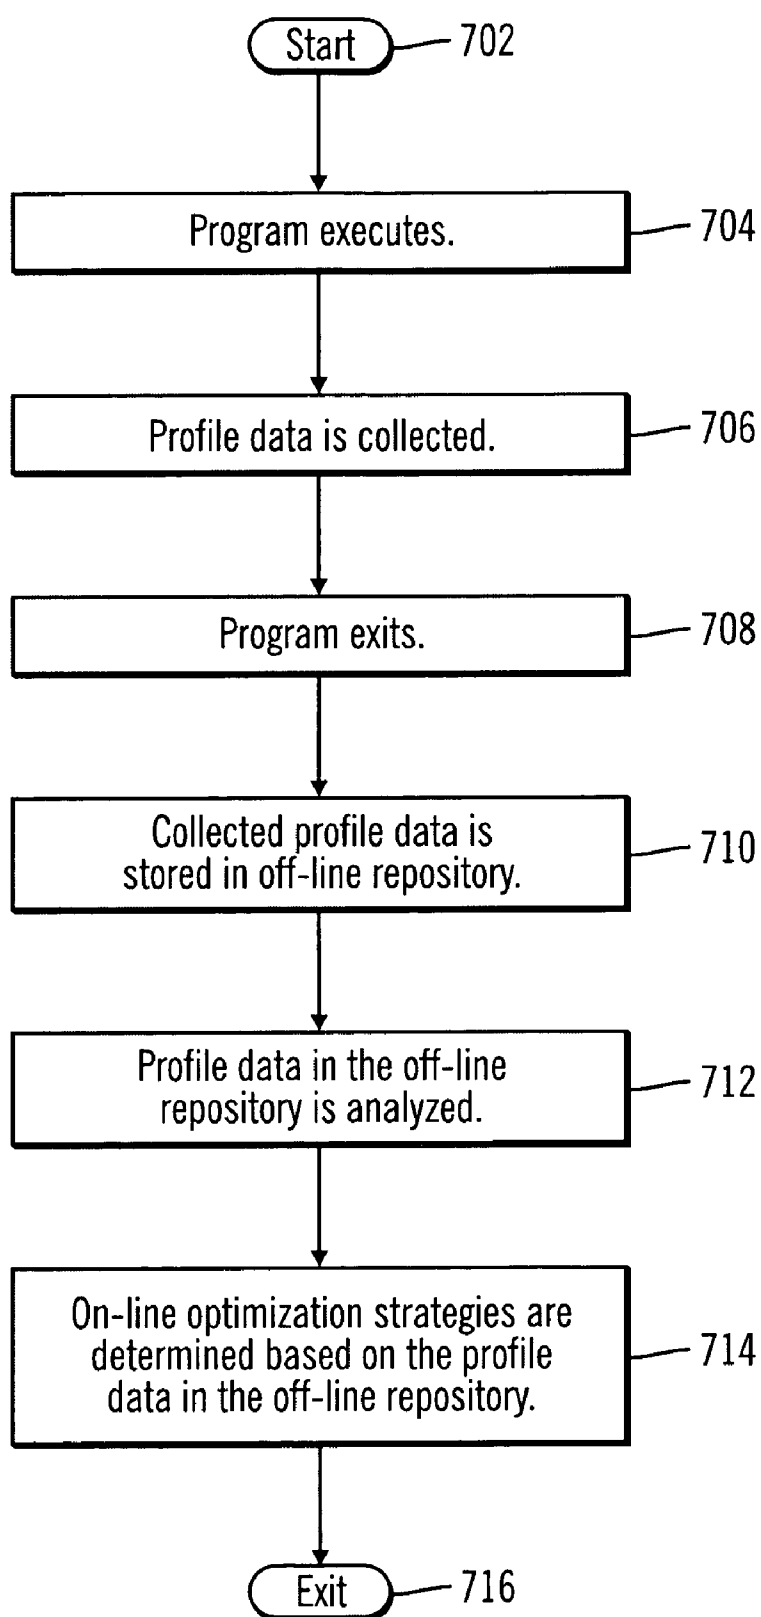 Start
702
Program executes.
704
Profile data is collected.
706
Program exits.
708
Collected profile data is
stored in off-line repository.
710
Profile data in the off-line
repository is analyzed.
712
On-line optimization strategies are
determined based on the profile
data in the off-line repository.
714
Exit
716